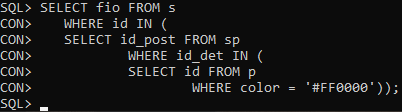 SQL> SELECT fio FROM s
CON> WHERE id IN (
CON> SELECT id_post FROM sp
CON> WHERE id_det IN (
CON> SELECT id FROM p
CON> WHERE color = '#FF0000'));
SQL>